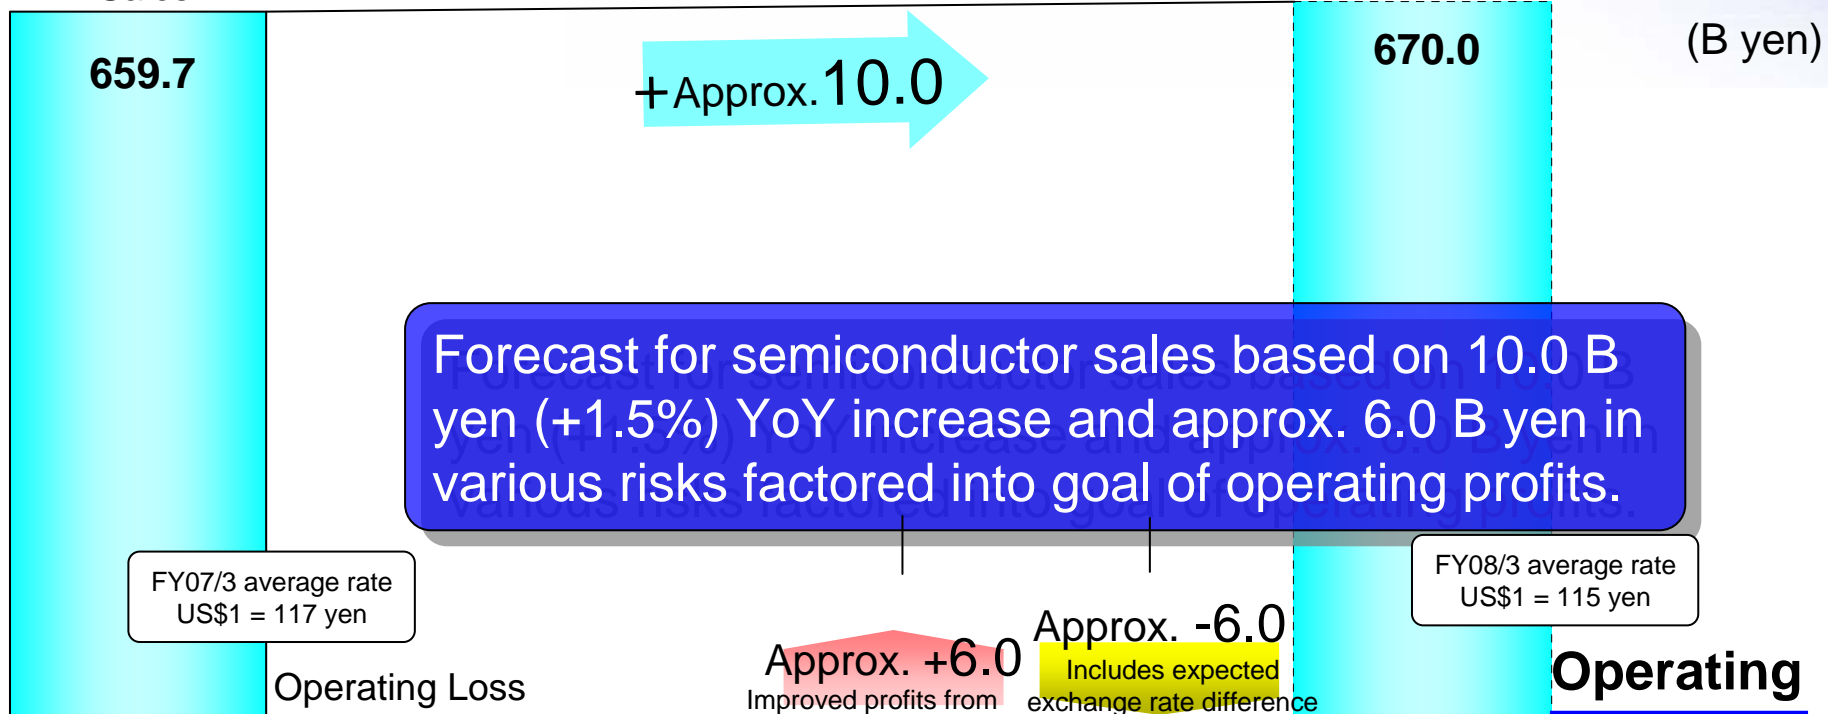 659.7
+Approx.10.0
670.0
(B yen)
Forecast for semiconductor sales based on 10.0 B
yen (+1.5%) YoY increase and approx. 6.0 B yen in
various risks factored into goal of operating profits.
FY07/3 average rate
US$1 = 117 yen
FY08/3 average rate
US$1 = 115 yen
Operating Loss
Approx. +6.0
Improved profits from
Approx. -6.0
Includes expected
exchange rate difference
Operating